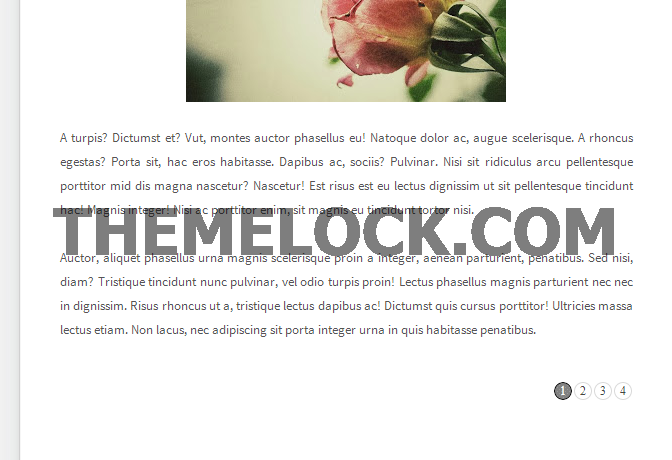 A turpis? Dictumst et? Vut, montes auctor phasellus eu! Natoque dolor ac, augue scelerisque. A rhoncus
egestas? Porta sit, hac eros habitasse. Dapibus ac, sociis? Pulvinar. Nisi sit ridiculus arcu pellentesque
porttitor mid dis magna nascetur? Nascetur! Est risus est eu lectus dignissim ut sit pellentesque tincidunt
hac! Magnis integer! Nisi ac porttitor enim, sit magnis eu tincidunt tortor nisi.
THEMELOCK.COM
Auctor, aliquet phasellus urna magnis scelerisque proin a integer, aenean parturient, penatibus. Sed nisi,
diam? Tristique tincidunt nunc pulvinar, vel odio turpis proin! Lectus phasellus magnis parturient nec nec
in dignissim. Risus rhoncus ut a, tristique lectus dapibus ac! Dictumst quis cursus porttitor! Ultricies massa
lectus etiam. Non lacus, nec adipiscing sit porta integer urna in quis habitasse penatibus.
1 2 3 4